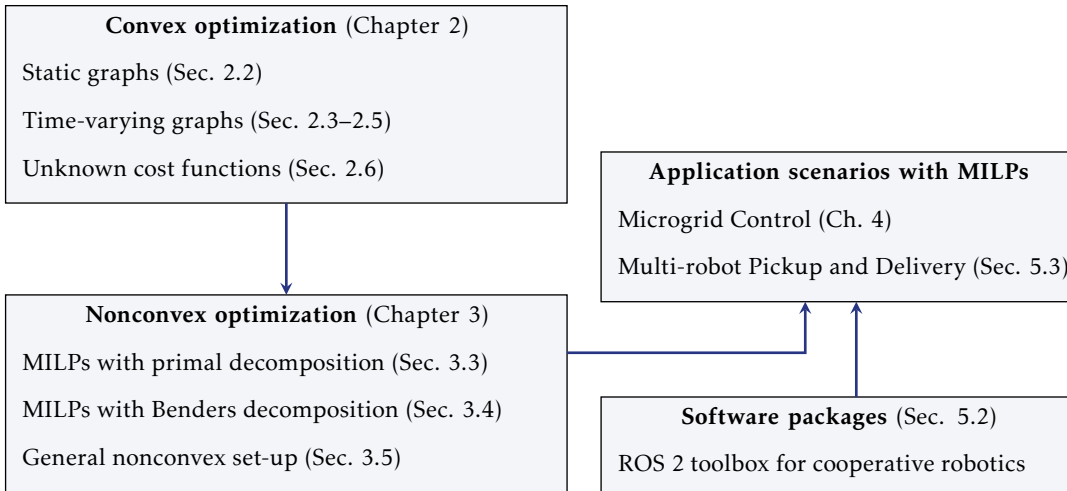 Convex optimization (Chapter 2)
Static graphs (Sec. 2.2)
Time-varying graphs (Sec. 2.3–2.5)
Unknown cost functions (Sec. 2.6)
Application scenarios with MILPs
Microgrid Control (Ch. 4)
Multi-robot Pickup and Delivery (Sec. 5.3)
Nonconvex optimization (Chapter 3)
MILPs with primal decomposition (Sec. 3.3)
MILPs with Benders decomposition (Sec. 3.4)
General nonconvex set-up (Sec. 3.5)
Software packages (Sec. 5.2)
ROS 2 toolbox for cooperative robotics